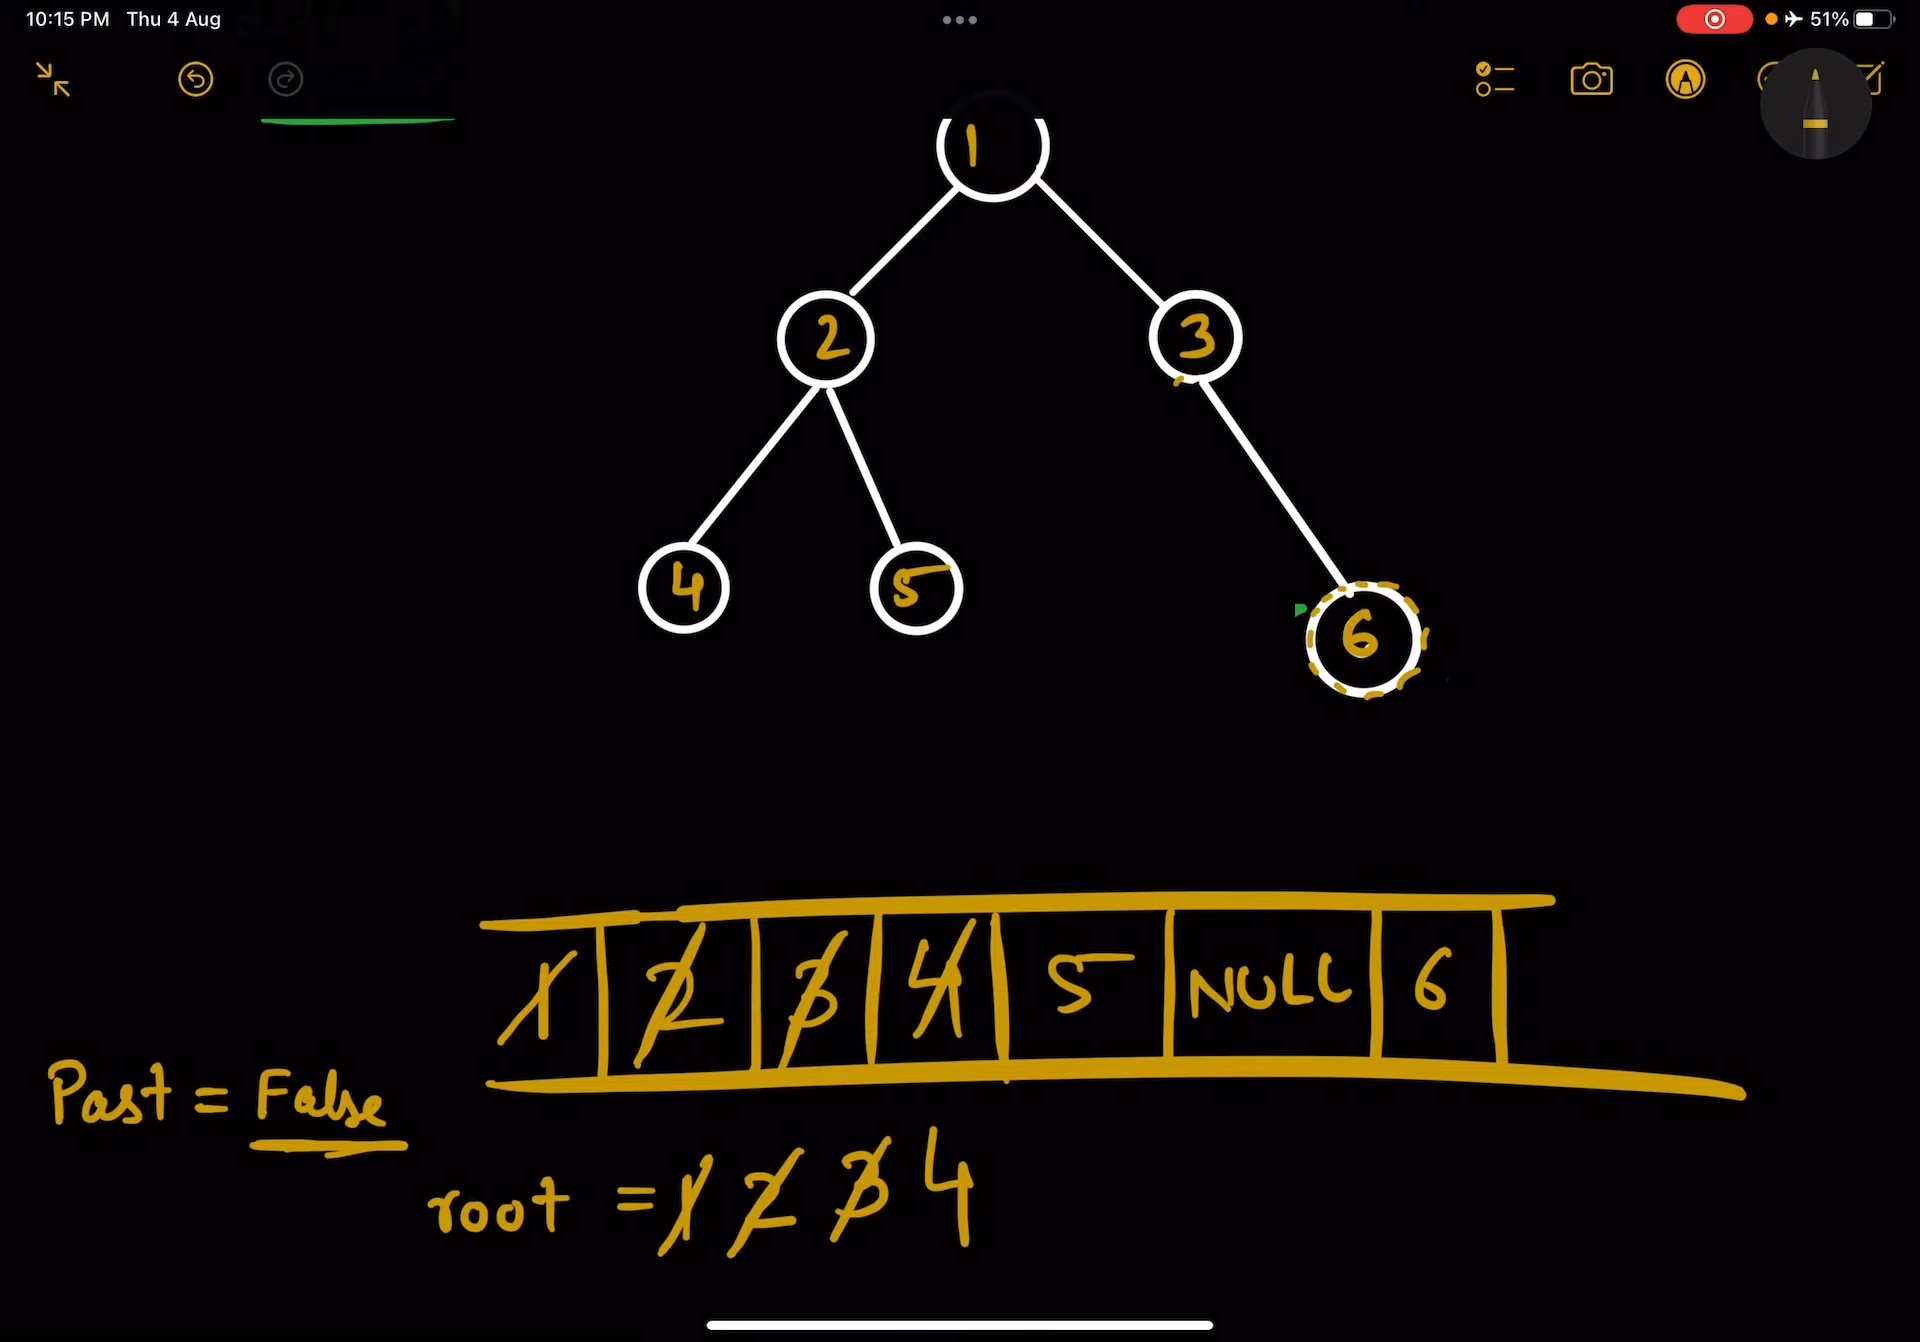 10:15 PM Thu 4 Aug
51%
1
2 3
4 5
6
1 2 3 4 5 NULL 6
Past = False
root = 1 2 3 4